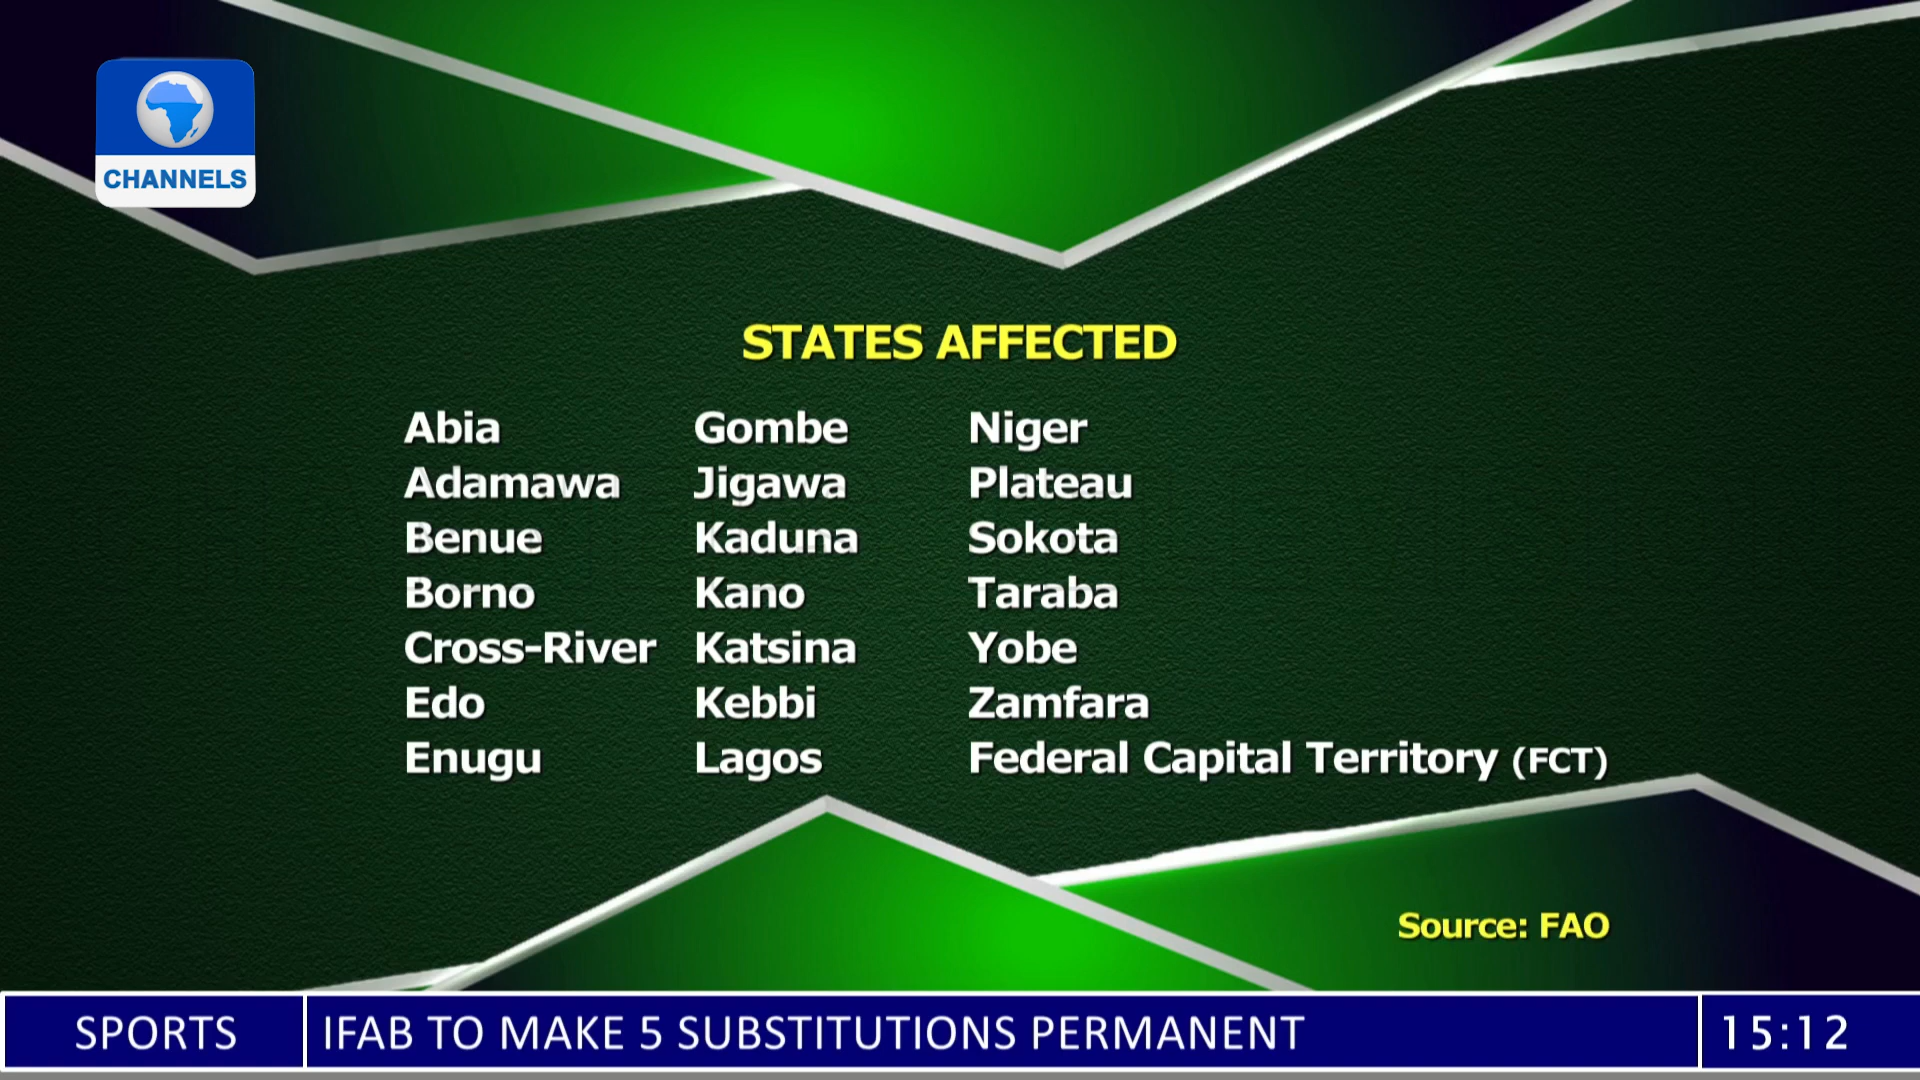 CHANNELS
STATES AFFECTED
Abia Gombe Niger
Adamawa Jigawa Plateau
Benue Kaduna Sokota
Borno Kano Taraba
Cross-River Katsina Yobe
Edo Kebbi Zamfara
Enugu Lagos Federal Capital Territory (FCT)
Source: FAO
SPORTS IFAB TO MAKE 5 SUBSTITUTIONS PERMANENT 15:12